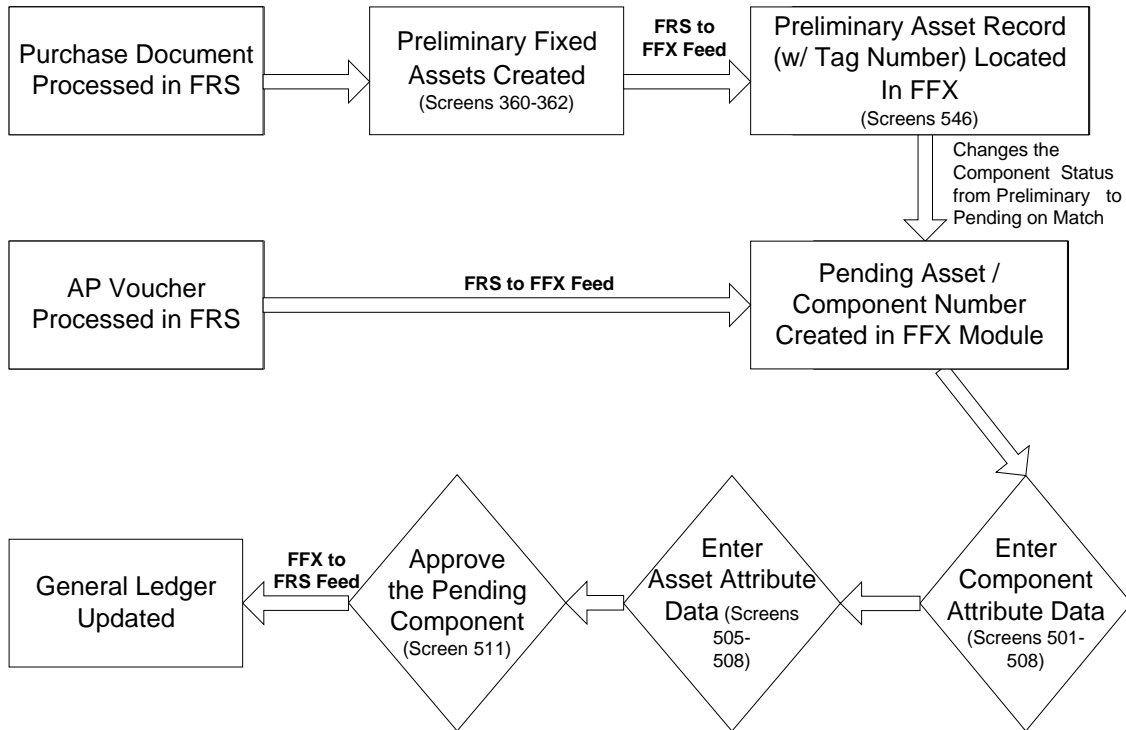 Purchase Document
Processed in FRS
Preliminary Fixed
Assets Created
(Screens 360-362)
FRS to
FFX Feed
Preliminary Asset Record
(w/ Tag Number) Located
In FFX
(Screens 546)
Changes the
Component Status
from Preliminary to
Pending on Match
AP Voucher
Processed in FRS
FRS to FFX Feed
Pending Asset /
Component Number
Created in FFX Module
General Ledger
Updated
FFX to
FRS Feed
Approve
the Pending
Component
(Screen 511)
Enter
Asset Attribute
Data (Screens
505-
508)
Enter
Component
Attribute Data
(Screens 501-
508)